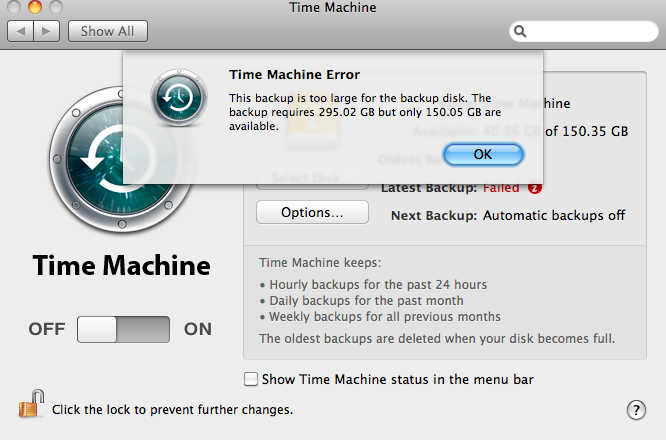 Time Machine
Show All
Time Machine Error
This backup is too large for the backup disk. The
backup requires 295.02 GB but only 150.05 GB are
available.
OK
Time Machine
Available: 40.86 GB of 150.35 GB
Oldest Backup:
Select Disk...
Latest Backup: Failed
Options...
Next Backup: Automatic backups off
Time Machine
OFF
ON
Time Machine keeps:
• Hourly backups for the past 24 hours
• Daily backups for the past month
• Weekly backups for all previous months
The oldest backups are deleted when your disk becomes full.
Show Time Machine status in the menu bar
Click the lock to prevent further changes.
?